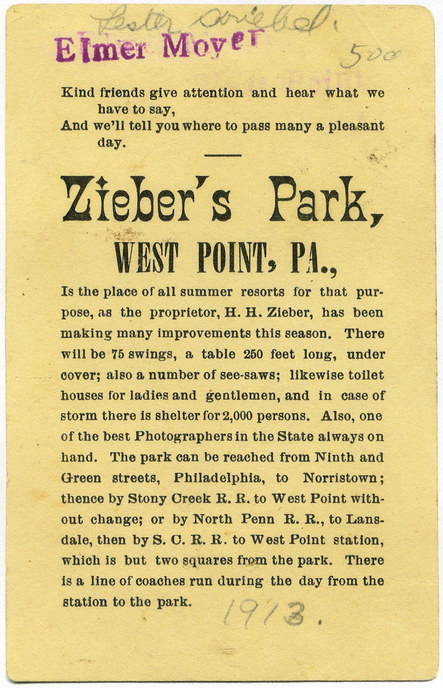 Lester Wriebel.
Elmer Moyer
500
Kind friends give attention and hear what we
have to say,
And we'll tell you where to pass many a pleasant
day.
Zieber's Park,
WEST POINT, PA.,
Is the place of all summer resorts for that pur-
pose, as the proprietor, H. H. Zieber, has been
making many improvements this season. There
will be 75 swings, a table 250 feet long, under
cover; also a number of see-saws; likewise toilet
houses for ladies and gentlemen, and in case of
storm there is shelter for 2,000 persons. Also, one
of the best Photographers in the State always on
hand. The park can be reached from Ninth and
Green streets, Philadelphia, to Norristown;
thence by Stony Creek R. R. to West Point with-
out change; or by North Penn R. R., to Lans-
dale, then by S. C. R. R. to West Point station,
which is but two squares from the park. There
is a line of coaches run during the day from the
station to the park.
1913.